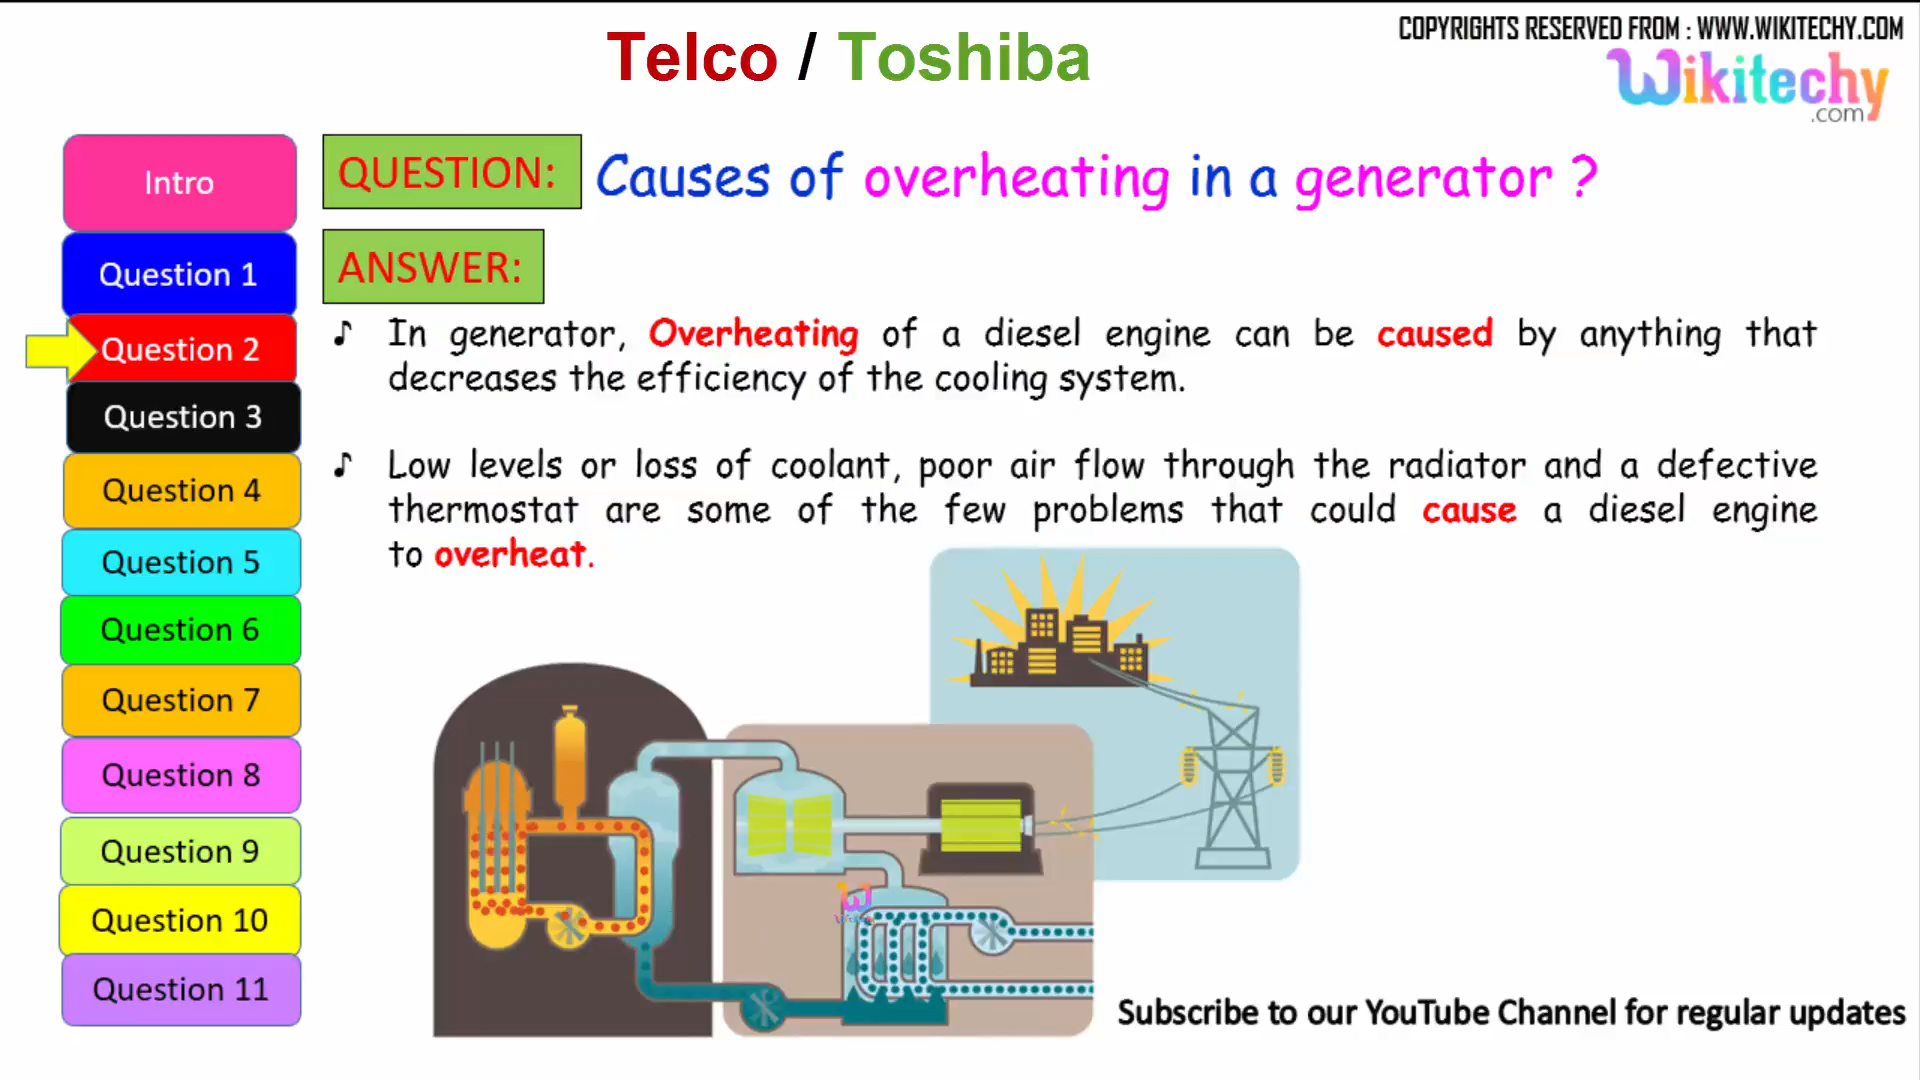 COPYRIGHTS RESERVED FROM : WWW.WIKITECHY.COM
Telco / Toshiba
Wikitechy
.com
Intro
Question 1
Question 2
Question 3
Question 4
Question 5
Question 6
Question 7
Question 8
Question 9
Question 10
Question 11
QUESTION: Causes of overheating in a generator ?
ANSWER:
♪ In generator, Overheating of a diesel engine can be caused by anything that
decreases the efficiency of the cooling system.
♪ Low levels or loss of coolant, poor air flow through the radiator and a defective
thermostat are some of the few problems that could cause a diesel engine
to overheat.
Subscribe to our YouTube Channel for regular updates